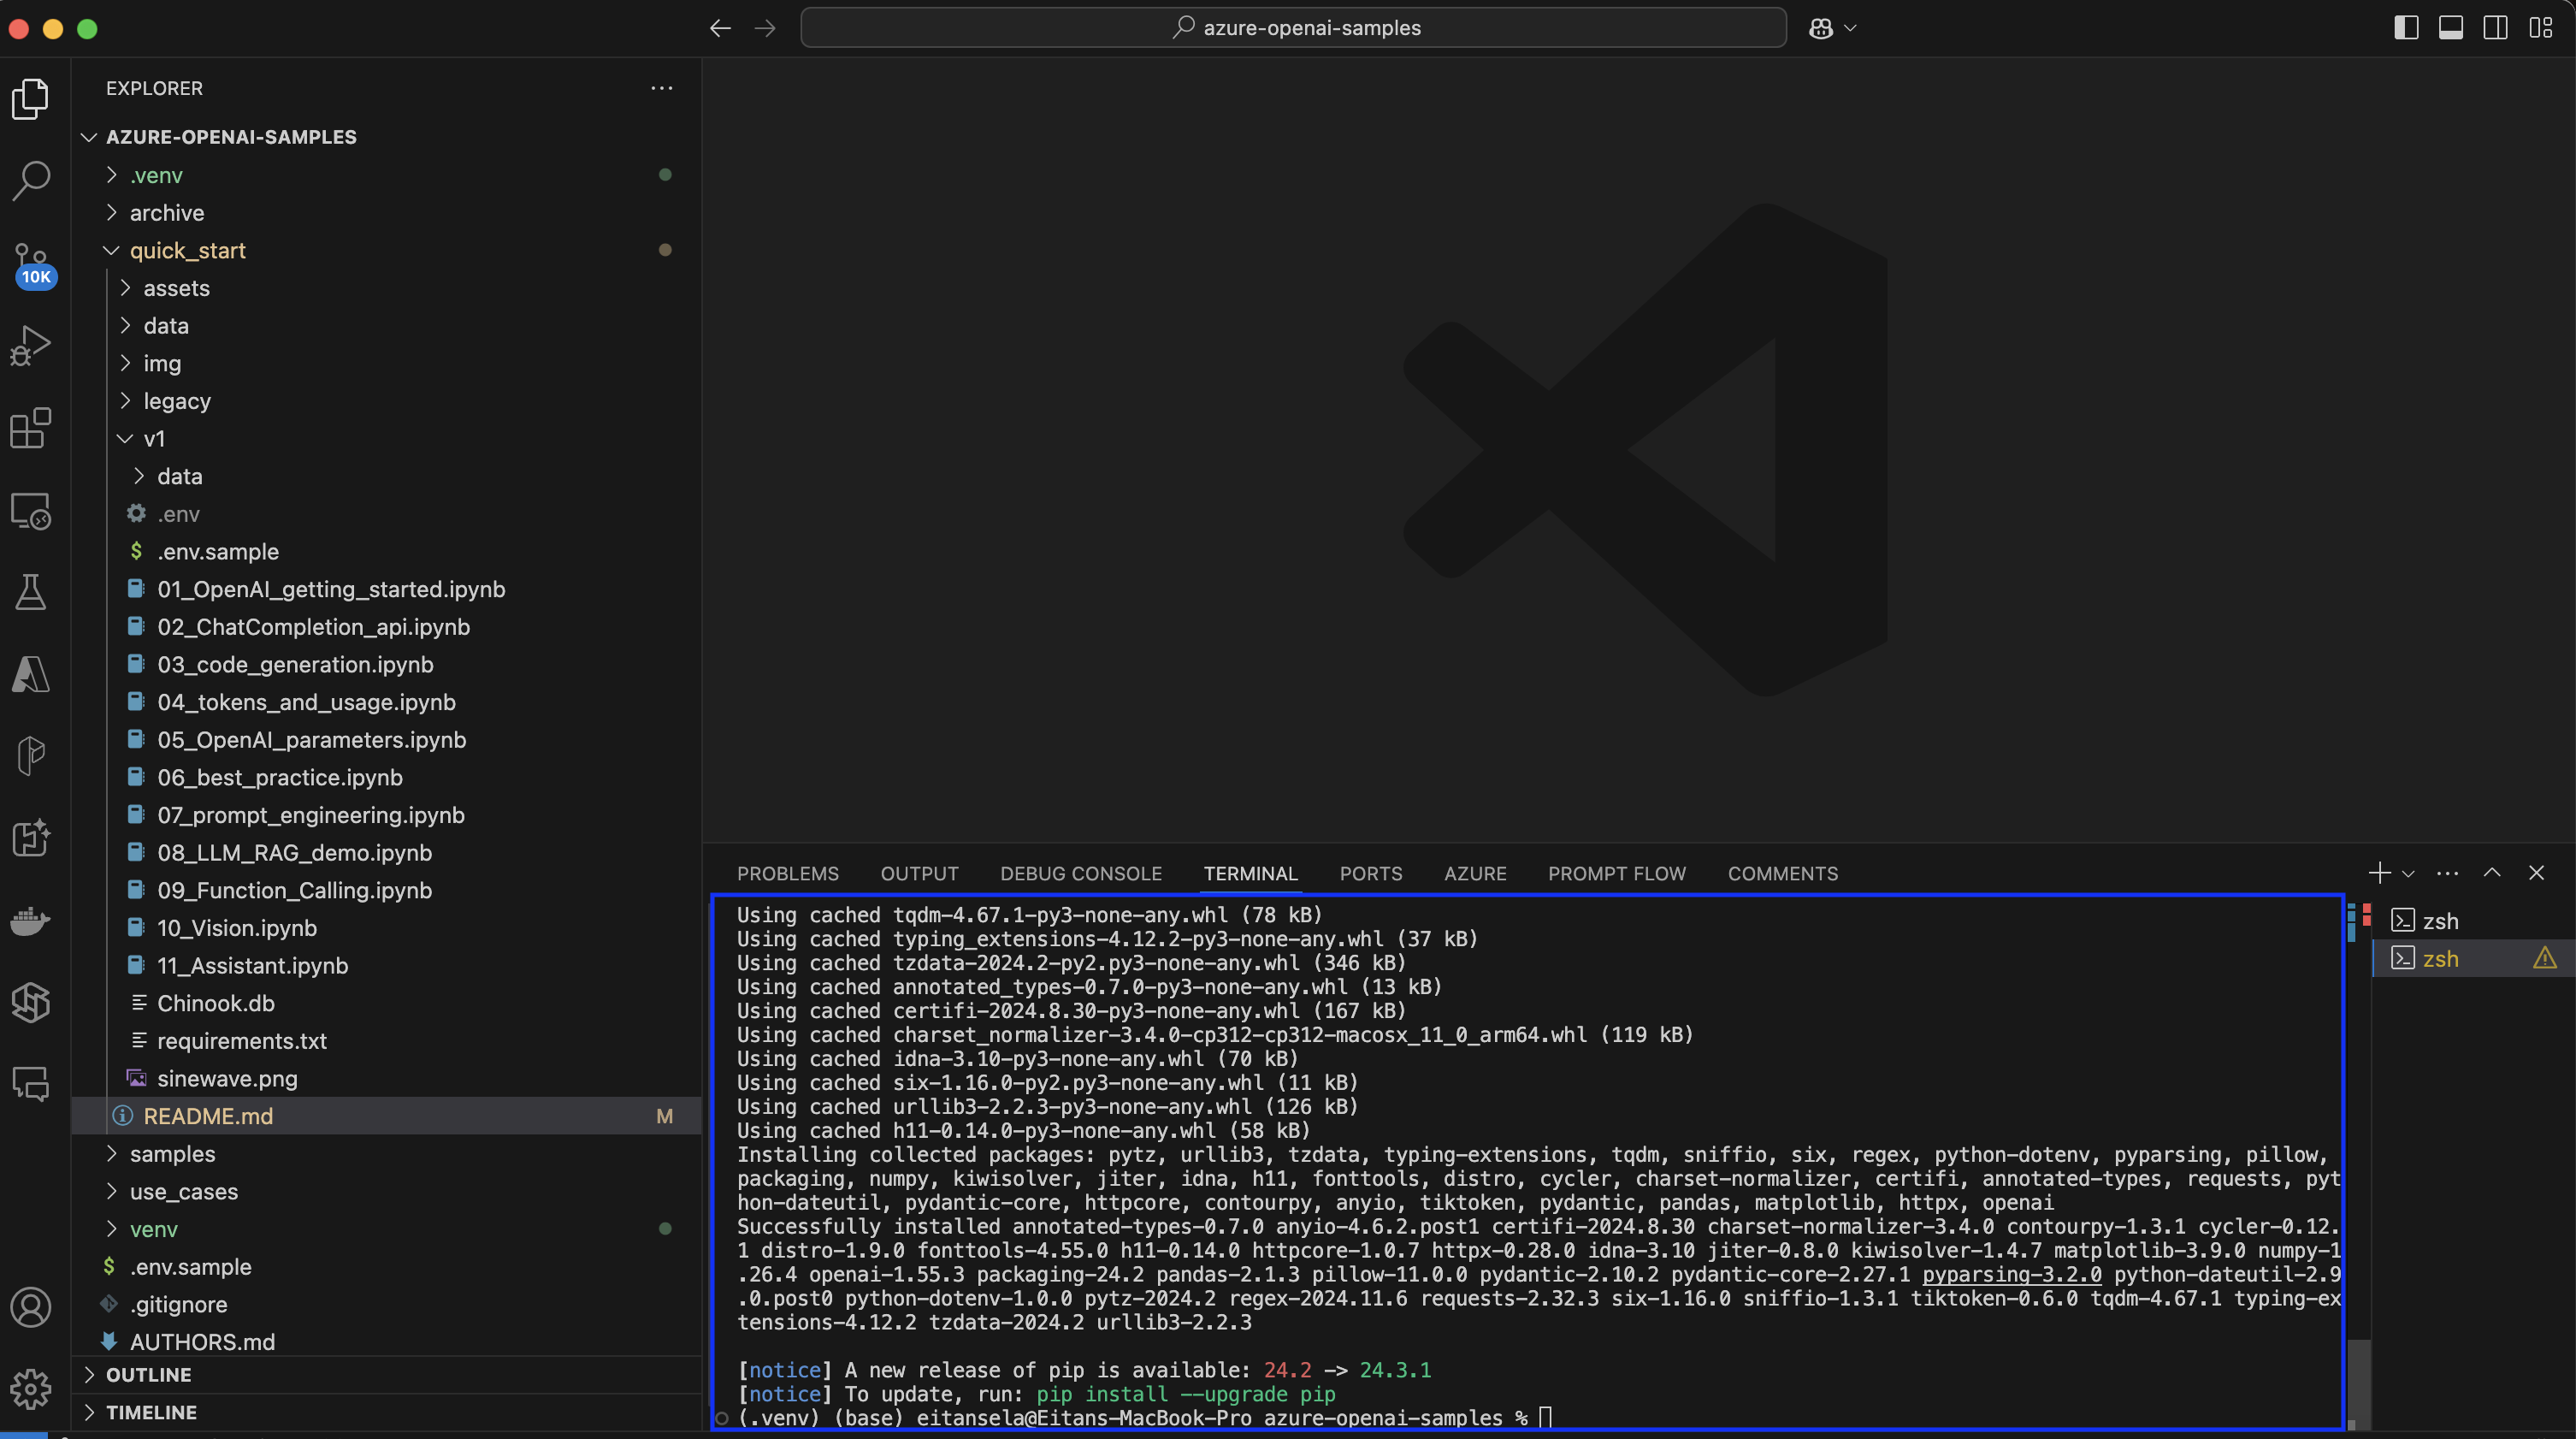 azure-openai-samples
EXPLORER
AZURE-OPENAI-SAMPLES
.venv
archive
quick_start
10K
assets
data
img
legacy
v1
data
.env
$ .env.sample
01_OpenAI_getting_started.ipynb
02_ChatCompletion_api.ipynb
03_code_generation.ipynb
04_tokens_and_usage.ipynb
05_OpenAI_parameters.ipynb
06_best_practice.ipynb
07_prompt_engineering.ipynb
08_LLM_RAG_demo.ipynb
09_Function_Calling.ipynb
10_Vision.ipynb
11_Assistant.ipynb
Chinook.db
requirements.txt
sinewave.png
README.md M
samples
use_cases
venv
$ .env.sample
.gitignore
AUTHORS.md
OUTLINE
TIMELINE
PROBLEMS OUTPUT DEBUG CONSOLE TERMINAL PORTS AZURE PROMPT FLOW COMMENTS
Using cached tqdm-4.67.1-py3-none-any.whl (78 kB)
Using cached typing_extensions-4.12.2-py3-none-any.whl (37 kB)
Using cached tzdata-2024.2-py2.py3-none-any.whl (346 kB)
Using cached annotated_types-0.7.0-py3-none-any.whl (13 kB)
Using cached certifi-2024.8.30-py3-none-any.whl (167 kB)
Using cached charset_normalizer-3.4.0-cp312-cp312-macosx_11_0_arm64.whl (119 kB)
Using cached idna-3.10-py3-none-any.whl (70 kB)
Using cached six-1.16.0-py2.py3-none-any.whl (11 kB)
Using cached urllib3-2.2.3-py3-none-any.whl (126 kB)
Using cached h11-0.14.0-py3-none-any.whl (58 kB)
Installing collected packages: pytz, urllib3, tzdata, typing-extensions, tqdm, sniffio, six, regex, python-dotenv, pyparsing, pillow,
packaging, numpy, kiwisolver, jiter, idna, h11, fonttools, distro, cycler, charset-normalizer, certifi, annotated-types, requests, pyt
hon-dateutil, pydantic-core, httpcore, contourpy, anyio, tiktoken, pydantic, pandas, matplotlib, httpx, openai
Successfully installed annotated-types-0.7.0 anyio-4.6.2.post1 certifi-2024.8.30 charset-normalizer-3.4.0 contourpy-1.3.1 cycler-0.12.
1 distro-1.9.0 fonttools-4.55.0 h11-0.14.0 httpcore-1.0.7 httpx-0.28.0 idna-3.10 jiter-0.8.0 kiwisolver-1.4.7 matplotlib-3.9.0 numpy-1
.26.4 openai-1.55.3 packaging-24.2 pandas-2.1.3 pillow-11.0.0 pydantic-2.10.2 pydantic-core-2.27.1 pyparsing-3.2.0 python-dateutil-2.9
.0.post0 python-dotenv-1.0.0 pytz-2024.2 regex-2024.11.6 requests-2.32.3 six-1.16.0 sniffio-1.3.1 tiktoken-0.6.0 tqdm-4.67.1 typing-ex
tensions-4.12.2 tzdata-2024.2 urllib3-2.2.3
[notice] A new release of pip is available: 24.2 -> 24.3.1
[notice] To update, run: pip install --upgrade pip
(.venv) (base) eitansela@Eitans-MacBook-Pro azure-openai-samples %
zsh
zsh